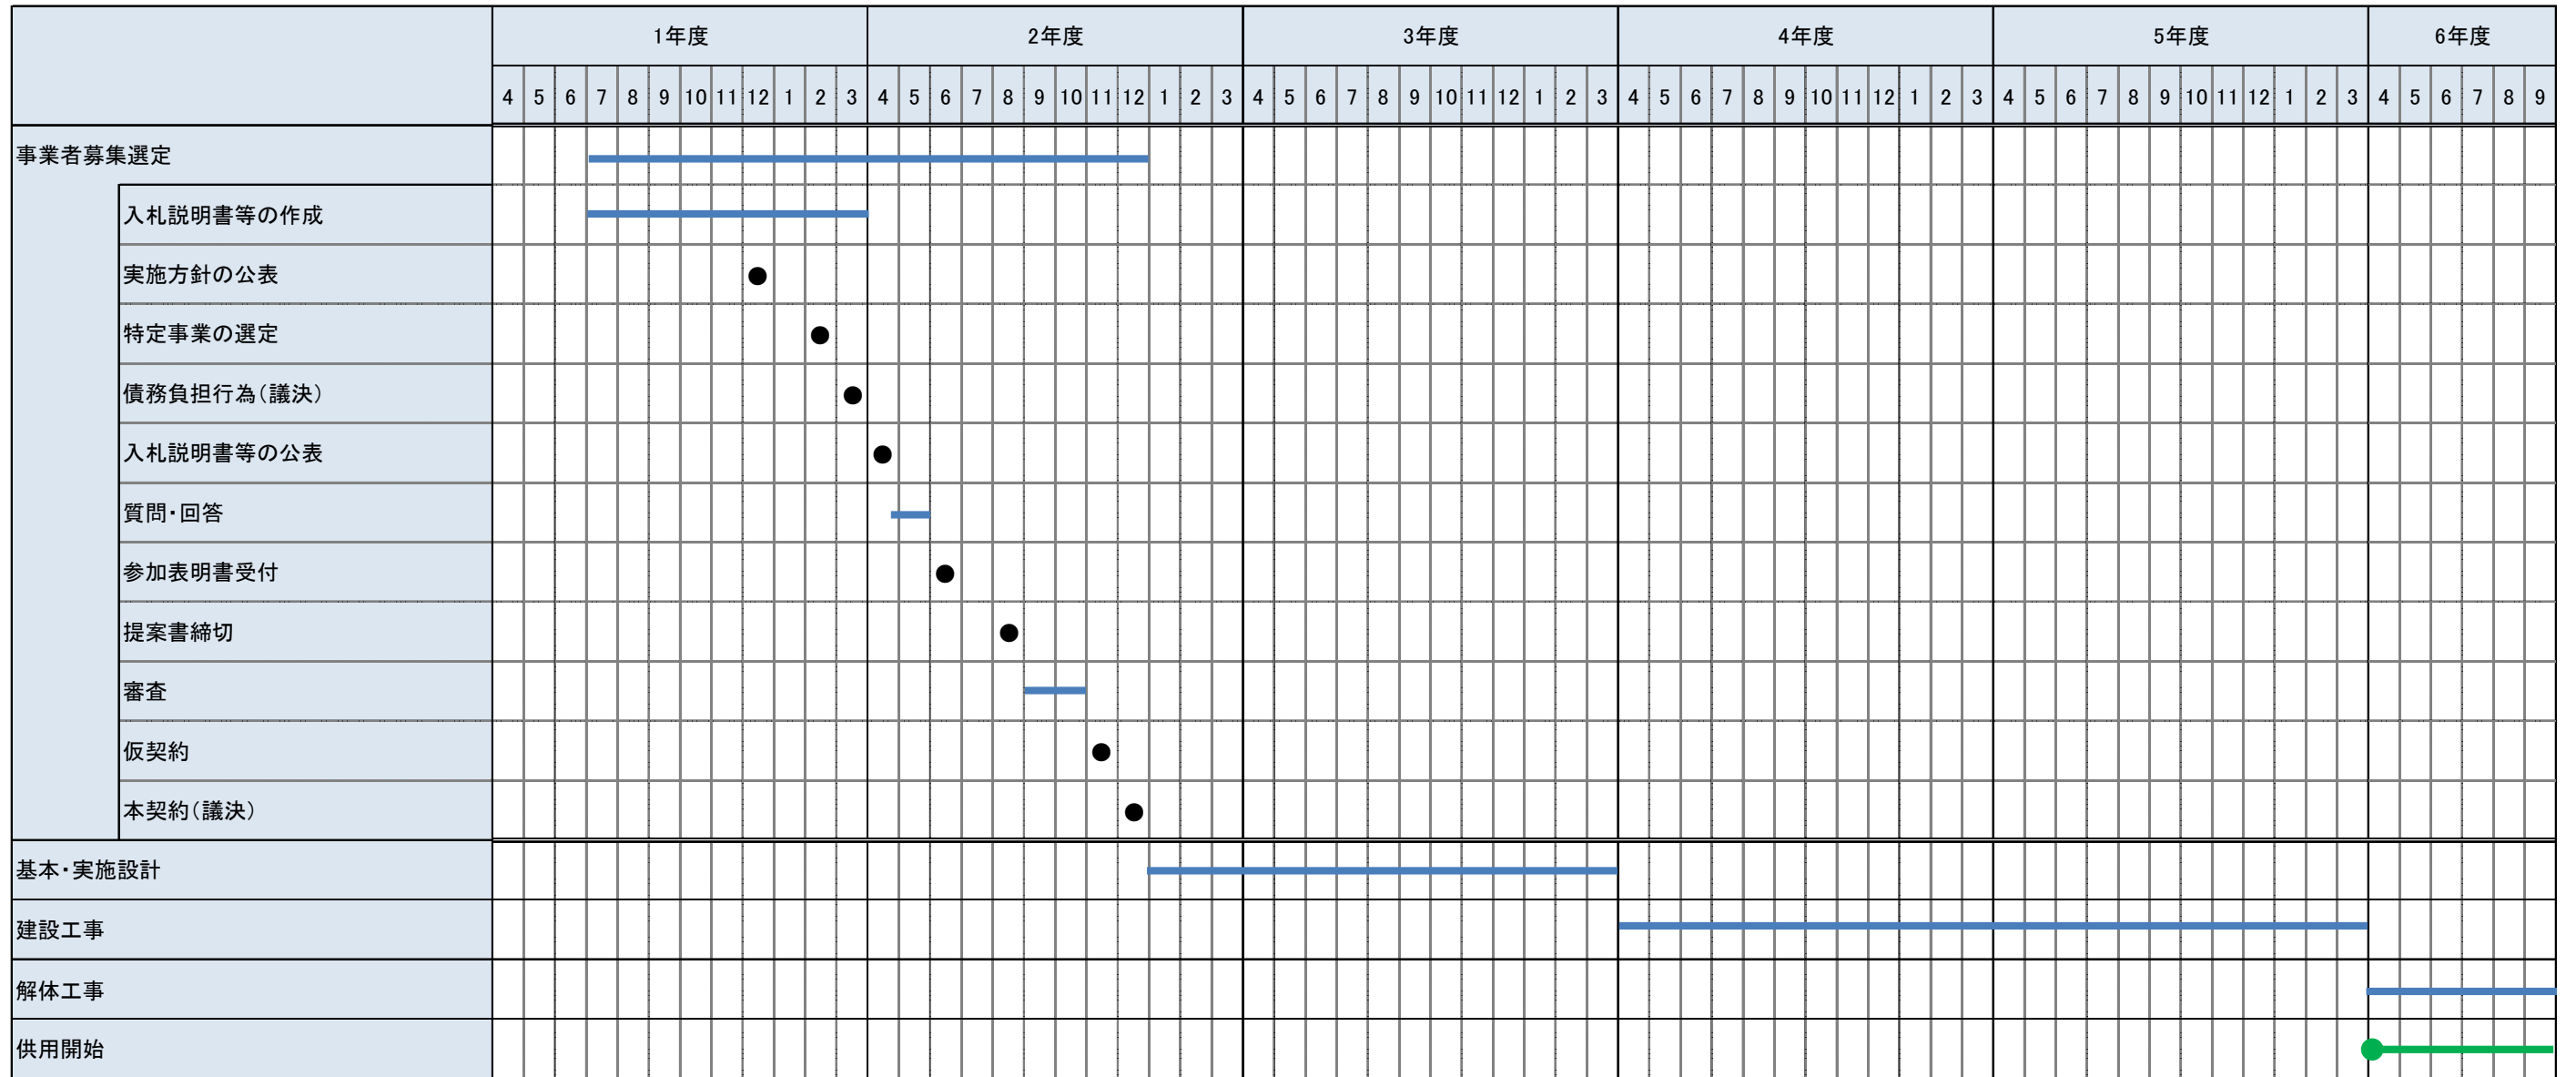 1年度 2年度 3年度 4年度 5年度 6年度
4 5 6 7 8 9 10 11 12 1 2 3 4 5 6 7 8 9 10 11 12 1 2 3 4 5 6 7 8 9 10 11 12 1 2 3 4 5 6 7 8 9 10 11 12 1 2 3 4 5 6 7 8 9 10 11 12 1 2 3 4 5 6 7 8 9
事業者募集選定
入札説明書等の作成
実施方針の公表
特定事業の選定
債務負担行為(議決)
入札説明書等の公表
質問・回答
参加表明書受付
提案書締切
審査
仮契約
本契約(議決)
基本・実施設計
建設工事
解体工事
供用開始